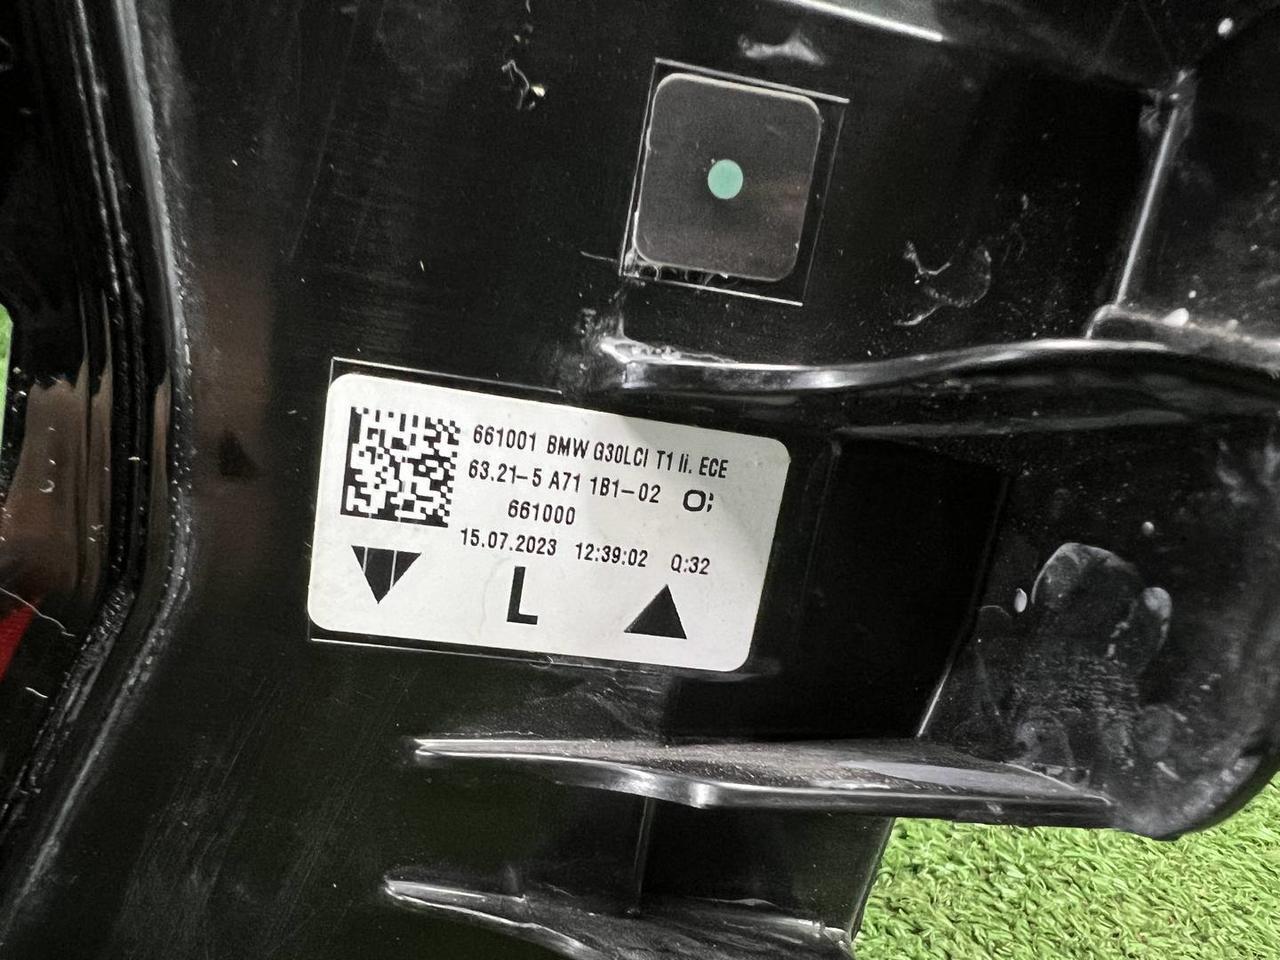 661001 BMW G30LCI T1 li. ECE
63.21-5 A71 1B1-02 O;
661000
15.07.2023 12:39:02 Q:32
L